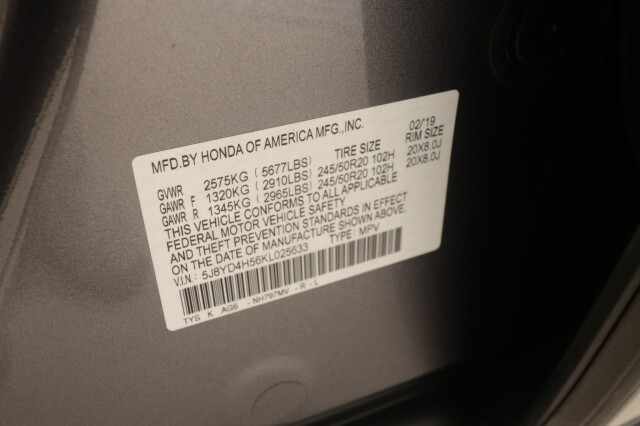 MFD.BY HONDA OF AMERICA MFG.,INC. 02/'19
TIRE SIZE RIM SIZE
GVWR 2575KG ( 5677LBS)
GAWR F 1320KG ( 2910LBS) 245/50R20 102H 20X8.0J
GAWR R 1345KG ( 2965LBS) 245/50R20 102H 20X8.0J
THIS VEHICLE CONFORMS TO ALL APPLICABLE
FEDERAL MOTOR VEHICLE SAFETY
AND THEFT PREVENTION STANDARDS IN EFFECT
ON THE DATE OF MANUFACTURE SHOWN ABOVE.
V.I.N: 5J8YD4H56KL025633 TYPE: MPV
TYS K AG6 -NH797MV -R-L